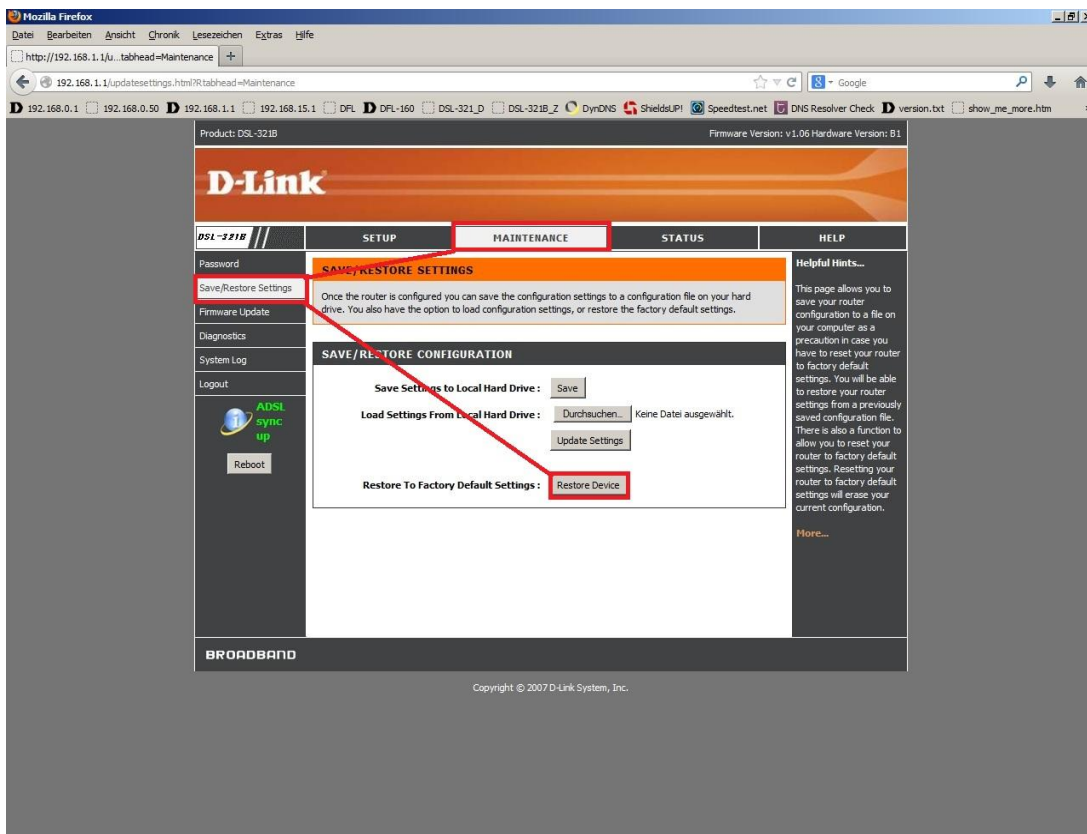 Mozilla Firefox
Datei Bearbeiten Ansicht Chronik Lesezeichen Extras Hilfe
http://192.168.1.1/u...tabhead=Maintenance
192.168.1.1/updatesettings.html?Rtabhead=Maintenance
Google
192.168.0.1 192.168.0.50 192.168.1.1 192.168.15.1 DFL DFL-160 DSL-321_D DSL-321B_Z DynDNS ShieldsUP! Speedtest.net DNS Resolver Check version.txt show_me_more.htm
Product: DSL-321B
Firmware Version: v1.06 Hardware Version: B1
D-Link
DSL-321B
SETUP MAINTENANCE STATUS HELP
Password
Save/Restore Settings
Firmware Update
Diagnostics
System Log
Logout
ADSL
sync
up
Reboot
SAVE/RESTORE SETTINGS
Once the router is configured you can save the configuration settings to a configuration file on your hard
drive. You also have the option to load configuration settings, or restore the factory default settings.
SAVE/RESTORE CONFIGURATION
Save Settings to Local Hard Drive : Save
Load Settings From Local Hard Drive : Durchsuchen... Keine Datei ausgewählt.
Update Settings
Restore To Factory Default Settings : Restore Device
Helpful Hints...
This page allows you to
save your router
configuration to a file on
your computer as a
precaution in case you
have to reset your router
to factory default
settings. You will be able
to restore your router
settings from a previously
saved configuration file.
There is also a function to
allow you to reset your
router to factory default
settings. Resetting your
router to factory default
settings will erase your
current configuration.
More...
BROADBAND
Copyright © 2007 D-Link System, Inc.